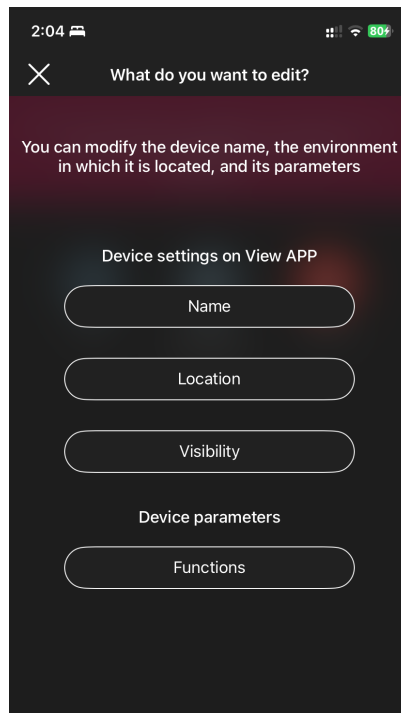 2:04
80
What do you want to edit?
You can modify the device name, the environment
in which it is located, and its parameters
Device settings on View APP
Name
Location
Visibility
Device parameters
Functions